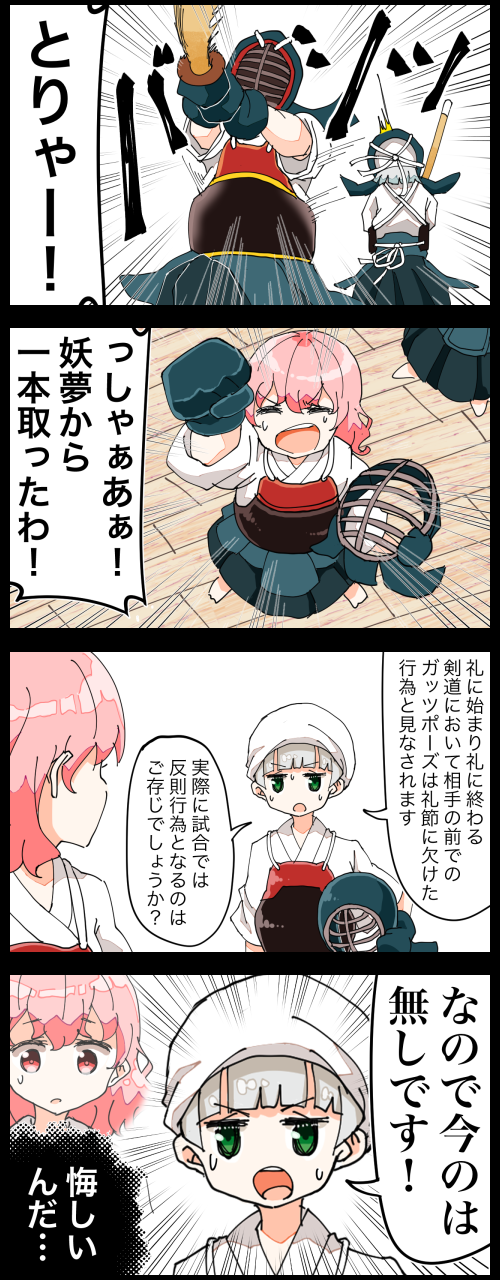 とりゃー!
バシッ
っしゃぁあぁ!
妖夢から
一本取ったわ!
礼に始まり礼に終わる
剣道において相手の前での
ガッツポーズは礼節に欠けた
行為と見なされます
実際に試合では
反則行為となるのは
ご存じでしょうか?
なので今のは
無しです!
悔しい
んだ…